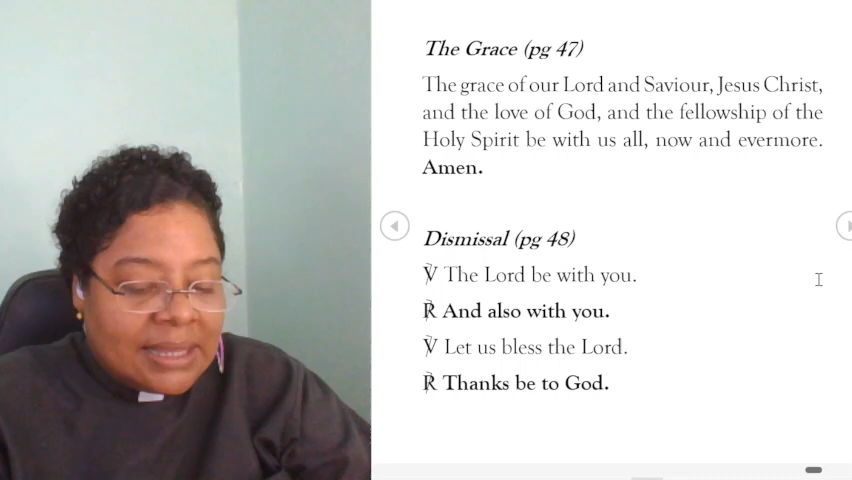 The Grace (pg 47)
The grace of our Lord and Saviour, Jesus Christ,
and the love of God, and the fellowship of the
Holy Spirit be with us all, now and evermore.
Amen.
Dismissal (pg 48)
℣ The Lord be with you.
℟ And also with you.
℣ Let us bless the Lord.
℟ Thanks be to God.